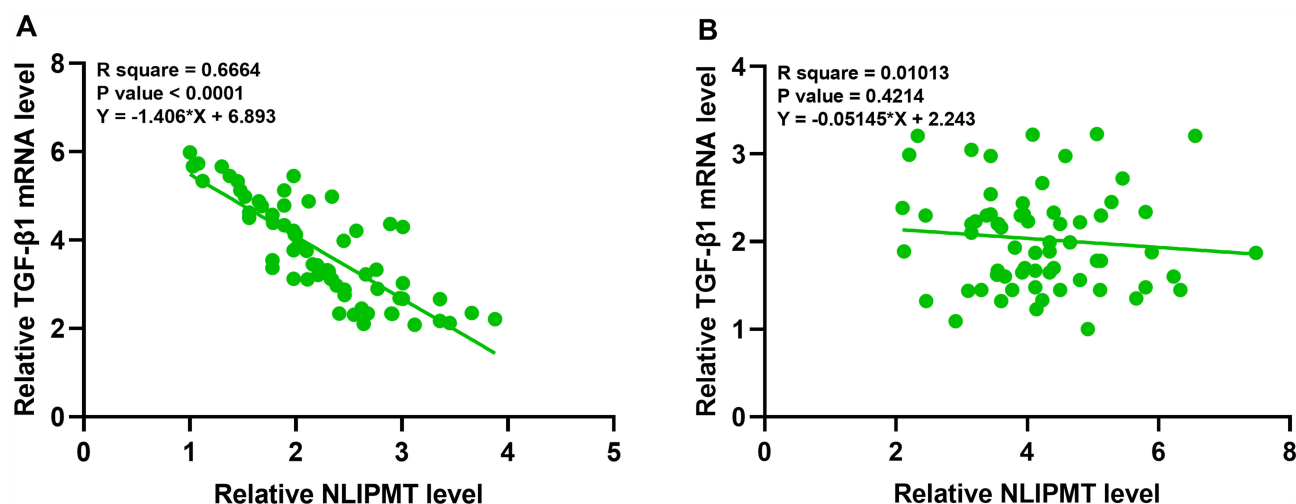 A
R square = 0.6664
P value < 0.0001
Y = -1.406*X + 6.893
Relative TGF-β1 mRNA level
8
6
4
2
0
0 1 2 3 4 5
Relative NLIPMT level
B
R square = 0.01013
P value = 0.4214
Y = -0.05145*X + 2.243
Relative TGF-β1 mRNA level
4
3
2
1
0
0 2 4 6 8
Relative NLIPMT level